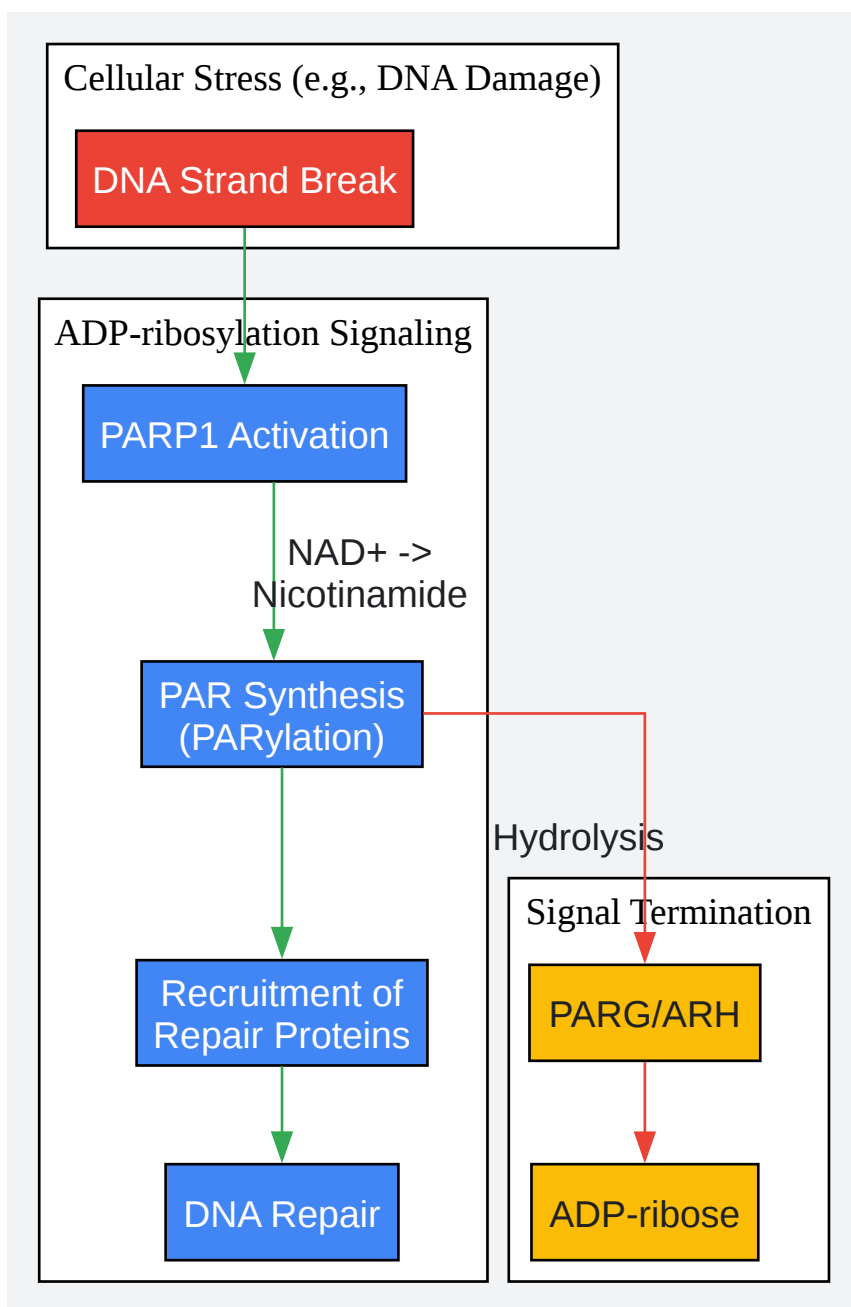 Cellular Stress (e.g., DNA Damage)
DNA Strand Break
ADP-ribosylation Signaling
PARP1 Activation
NAD+ ->
Nicotinamide
PAR Synthesis
(PARylation)
Hydrolysis
Signal Termination
Recruitment of
Repair Proteins
PARG/ARH
DNA Repair
ADP-ribose